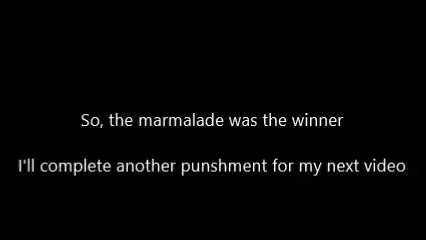 So, the marmalade was the winner
I'll complete another punshment for my next video